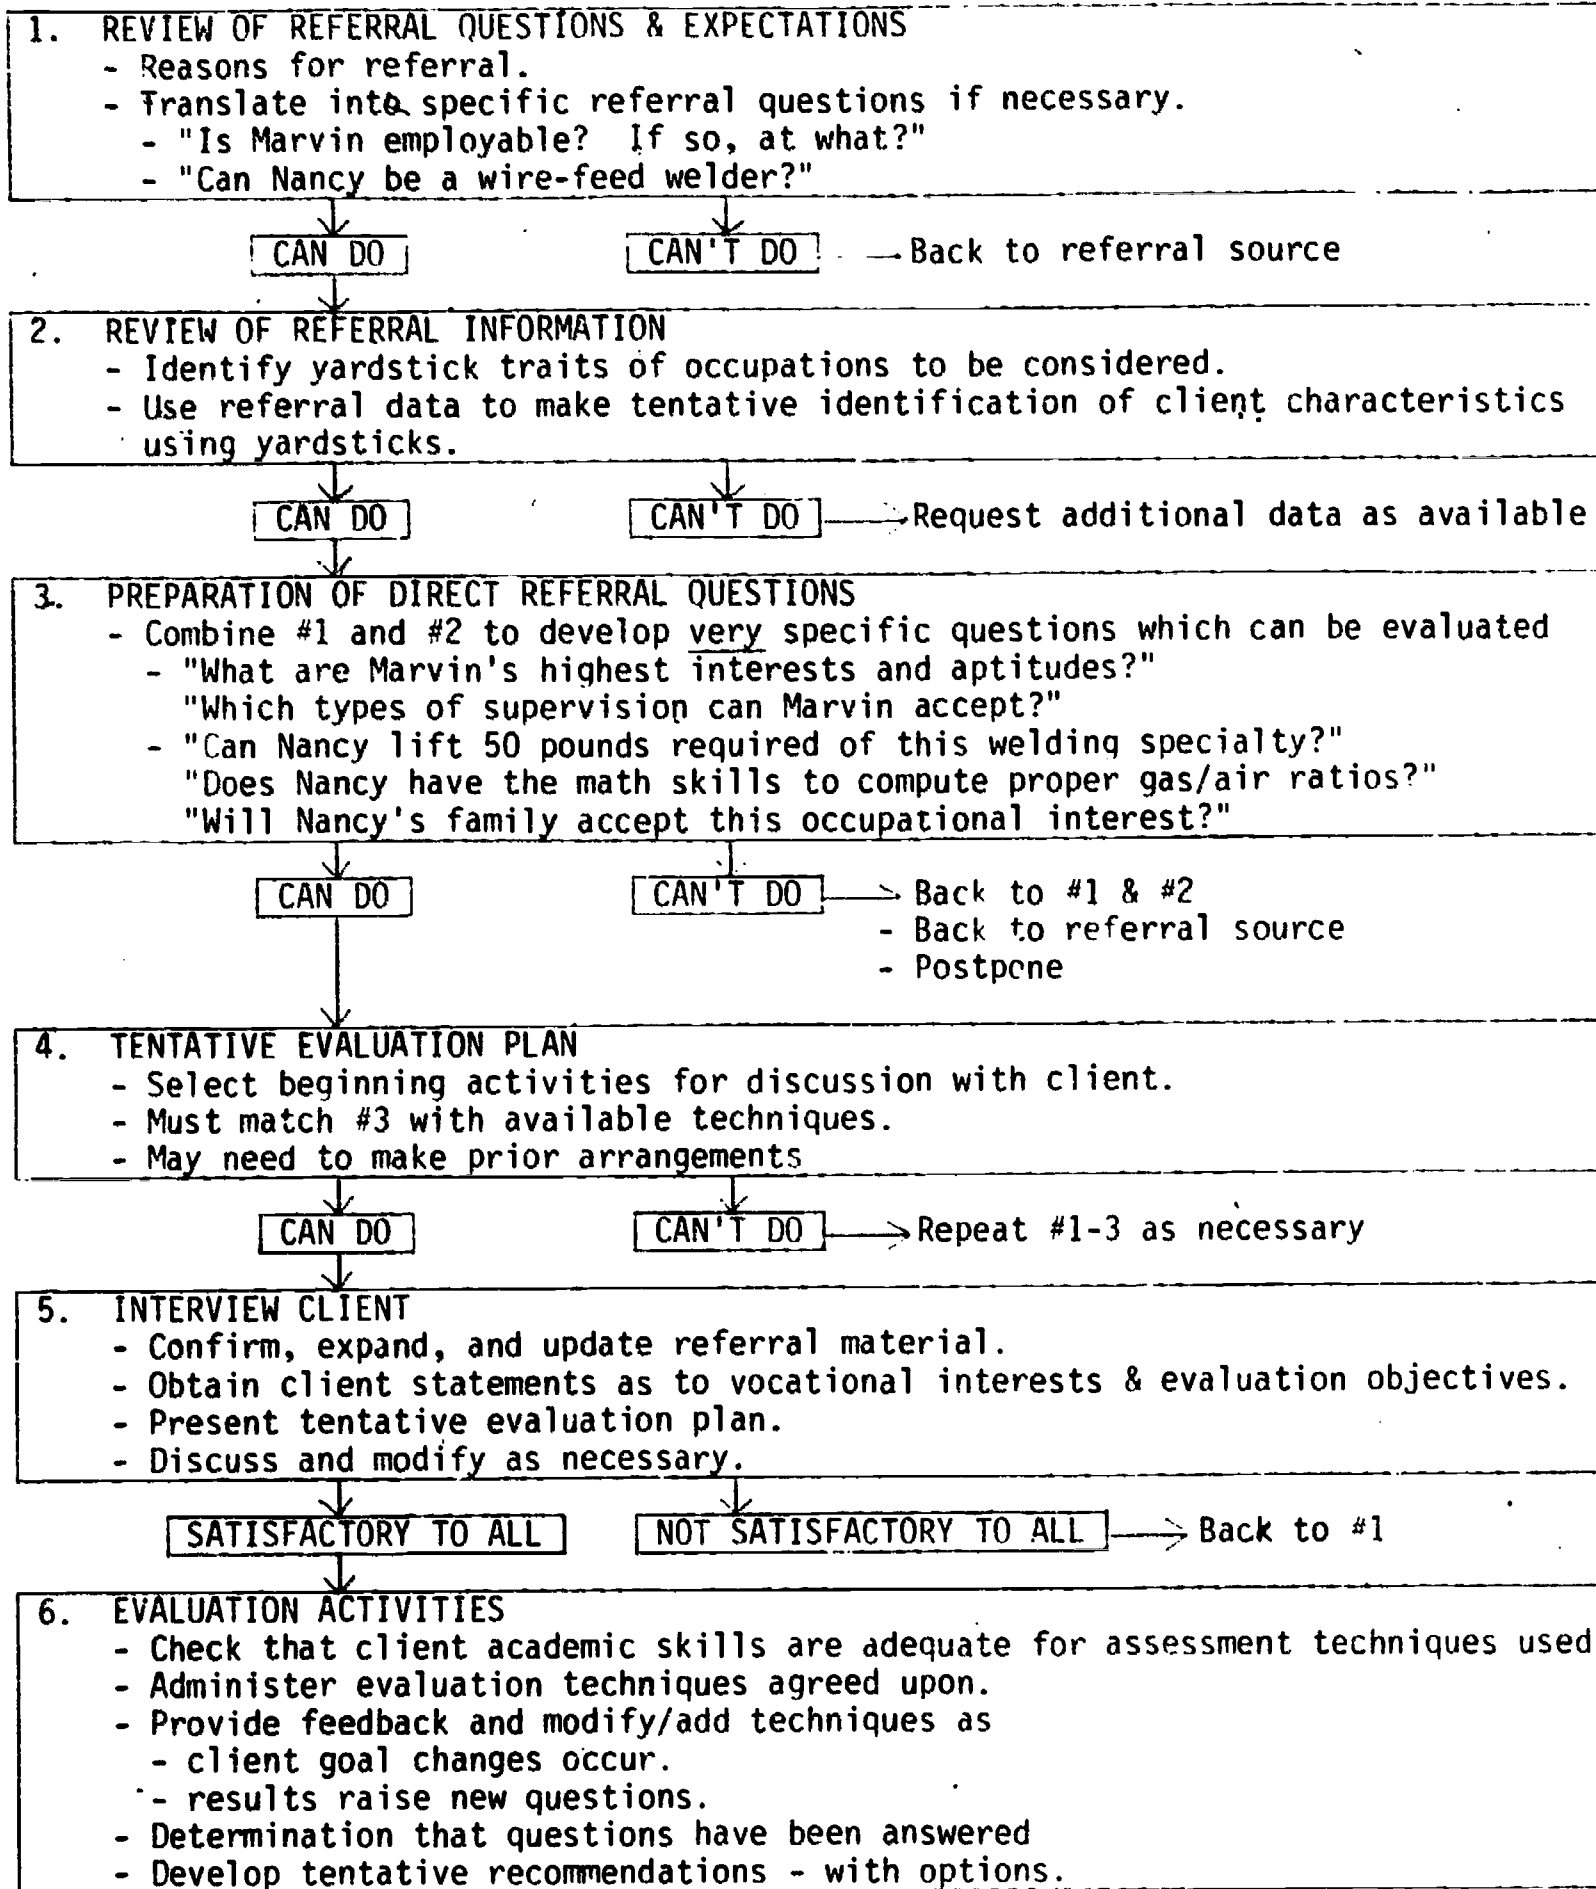 1. REVIEW OF REFERRAL QUESTIONS & EXPECTATIONS
- Reasons for referral.
- Translate into specific referral questions if necessary.
- "Is Marvin employable? If so, at what?"
- "Can Nancy be a wire-feed welder?"
CAN DO CAN'T DO → Back to referral source
2. REVIEW OF REFERRAL INFORMATION
- Identify yardstick traits of occupations to be considered.
- Use referral data to make tentative identification of client characteristics
using yardsticks.
CAN DO CAN'T DO → Request additional data as available
3. PREPARATION OF DIRECT REFERRAL QUESTIONS
- Combine #1 and #2 to develop very specific questions which can be evaluated
- "What are Marvin's highest interests and aptitudes?"
"Which types of supervision can Marvin accept?"
- "Can Nancy lift 50 pounds required of this welding specialty?"
"Does Nancy have the math skills to compute proper gas/air ratios?"
"Will Nancy's family accept this occupational interest?"
CAN DO CAN'T DO → Back to #1 & #2
- Back to referral source
- Postpone
4. TENTATIVE EVALUATION PLAN
- Select beginning activities for discussion with client.
- Must match #3 with available techniques.
- May need to make prior arrangements
CAN DO CAN'T DO → Repeat #1-3 as necessary
5. INTERVIEW CLIENT
- Confirm, expand, and update referral material.
- Obtain client statements as to vocational interests & evaluation objectives.
- Present tentative evaluation plan.
- Discuss and modify as necessary.
SATISFACTORY TO ALL NOT SATISFACTORY TO ALL → Back to #1
6. EVALUATION ACTIVITIES
- Check that client academic skills are adequate for assessment techniques used
- Administer evaluation techniques agreed upon.
- Provide feedback and modify/add techniques as
- client goal changes occur.
- results raise new questions.
- Determination that questions have been answered
- Develop tentative recommendations - with options.